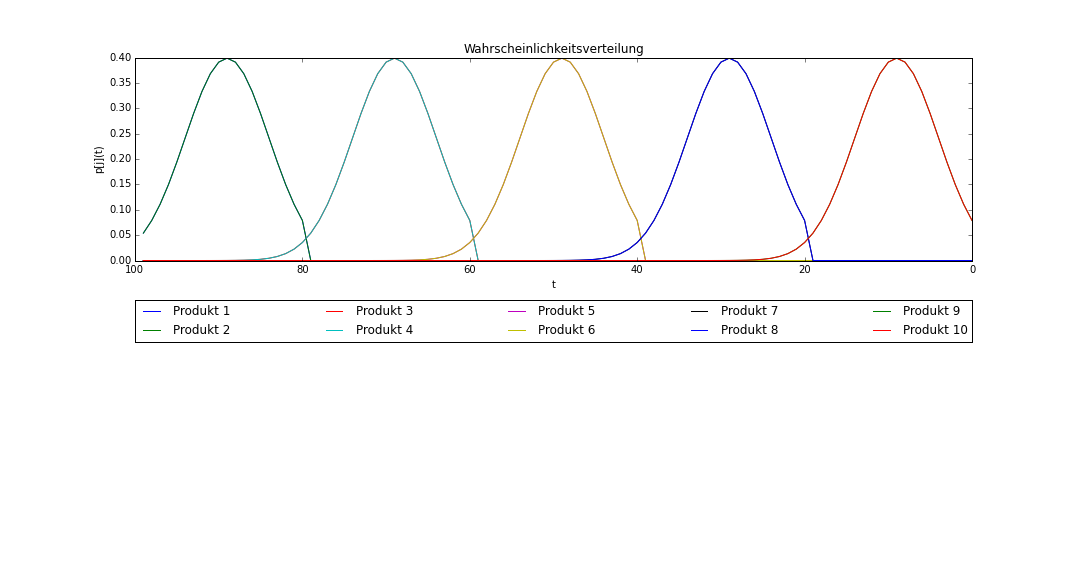 Wahrscheinlichkeitsverteilung
0.40
0.35
0.30
0.25
0.20
0.15
0.10
0.05
0.00
p[j](t)
100 80 60 40 20 0
t
Produkt 1 Produkt 3 Produkt 5 Produkt 7 Produkt 9
Produkt 2 Produkt 4 Produkt 6 Produkt 8 Produkt 10